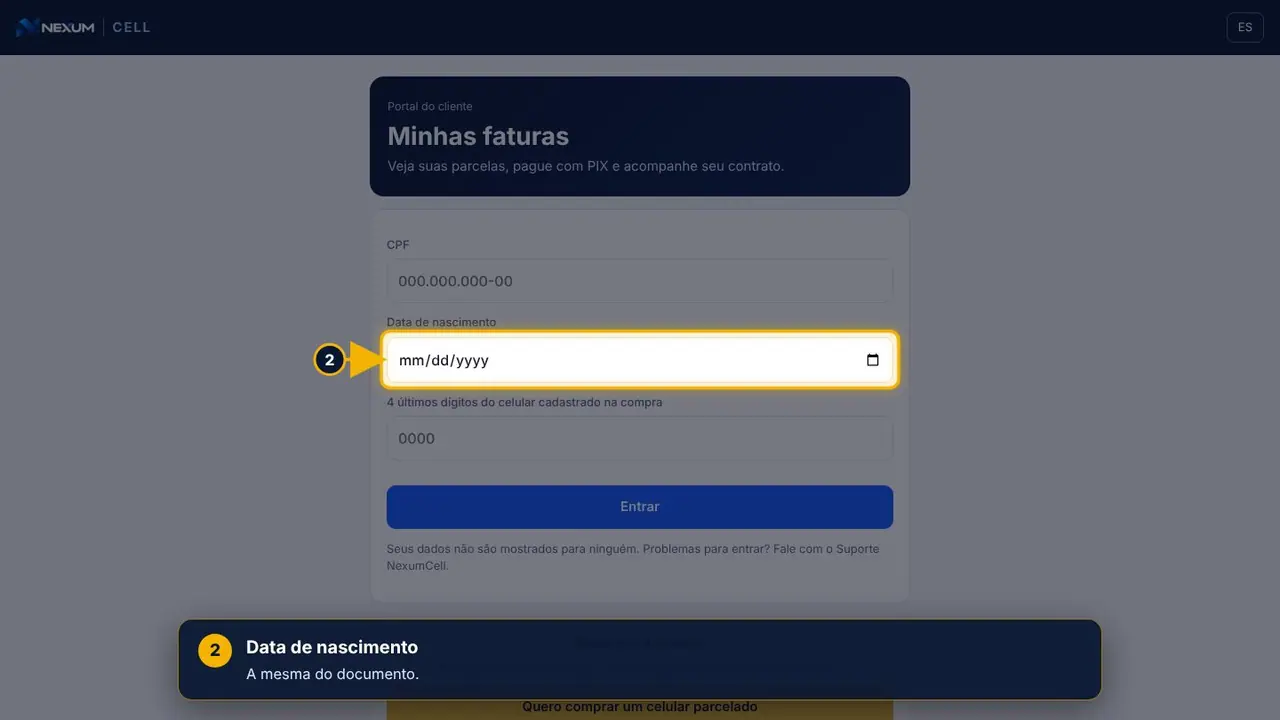 NEXUM CELL
ES
Portal do cliente
Minhas faturas
Veja suas parcelas, pague com PIX e acompanhe seu contrato.
CPF
000.000.000-00
Data de nascimento
2
mm/dd/yyyy
4 últimos dígitos do celular cadastrado na compra
0000
Entrar
Seus dados não são mostrados para ninguém. Problemas para entrar? Fale com o Suporte
NexumCell.
2
Data de nascimento
A mesma do documento.
Quero comprar um celular parcelado